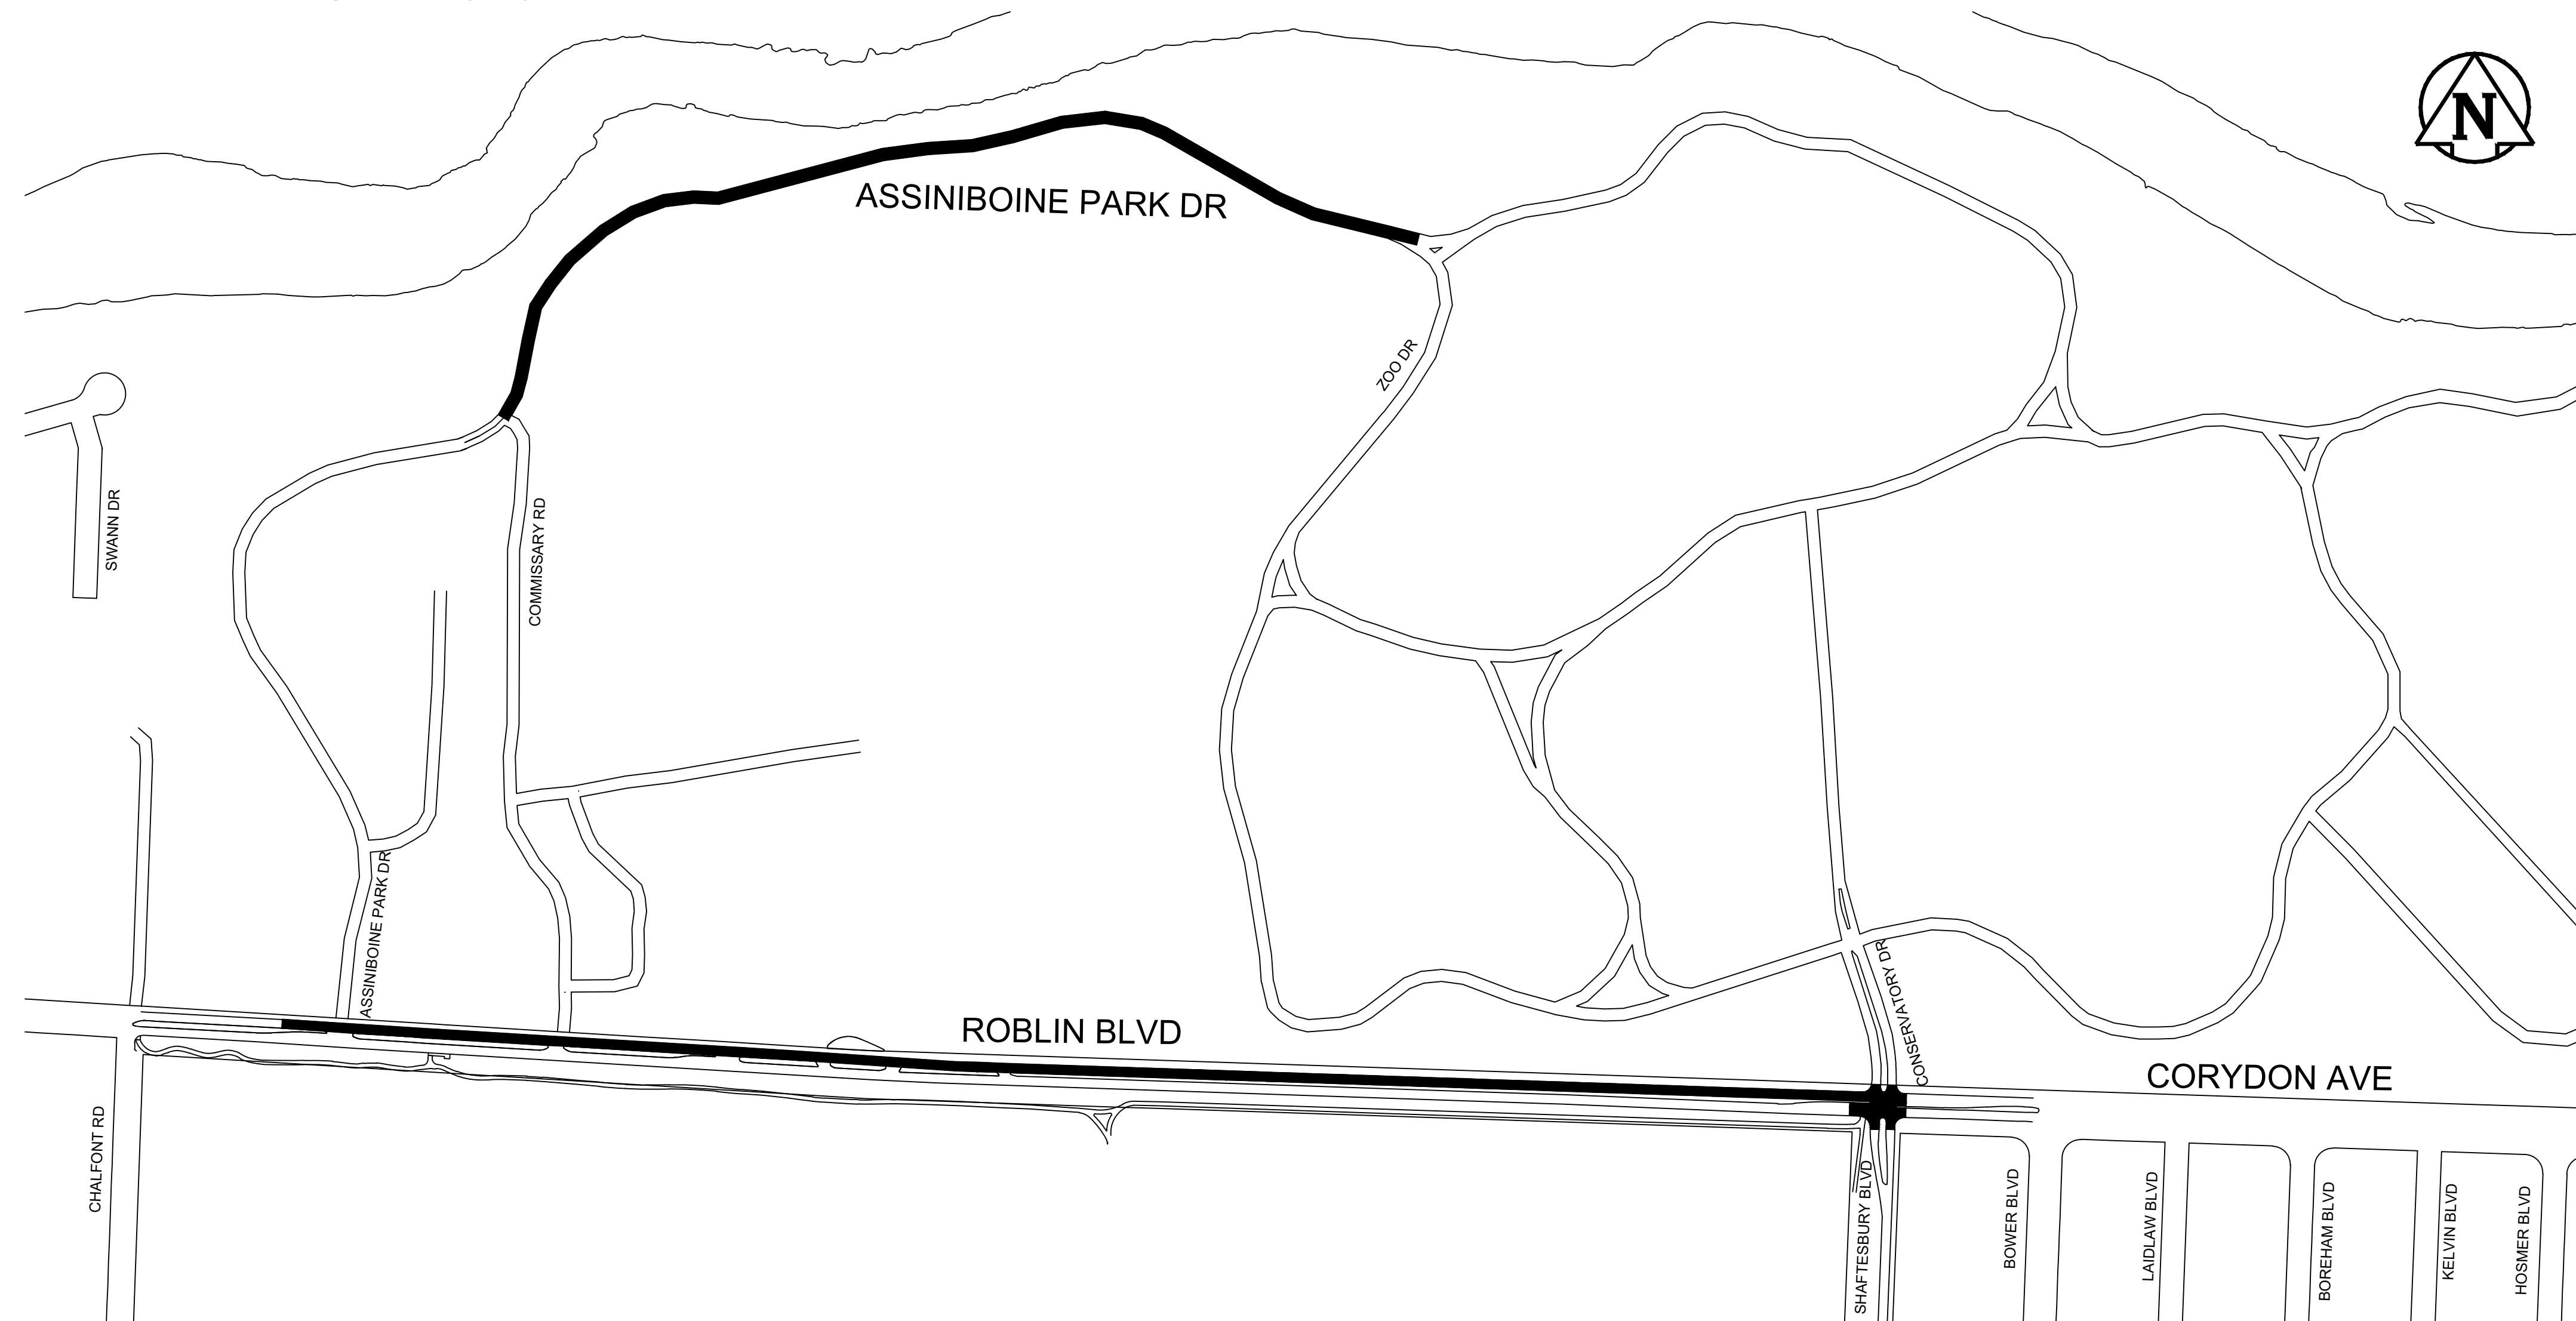 N
ASSINIBOINE PARK DR
ZOO DR
SWANN DR
COMMISSARY RD
ASSINIBOINE PARK DR
CONSERVATORY DR
ROBLIN BLVD
CORYDON AVE
CHALFONT RD
SHAFTESBURY BLVD
BOWER BLVD
LAIDLAW BLVD
BOREHAM BLVD
KELVIN BLVD
HOSMER BLVD